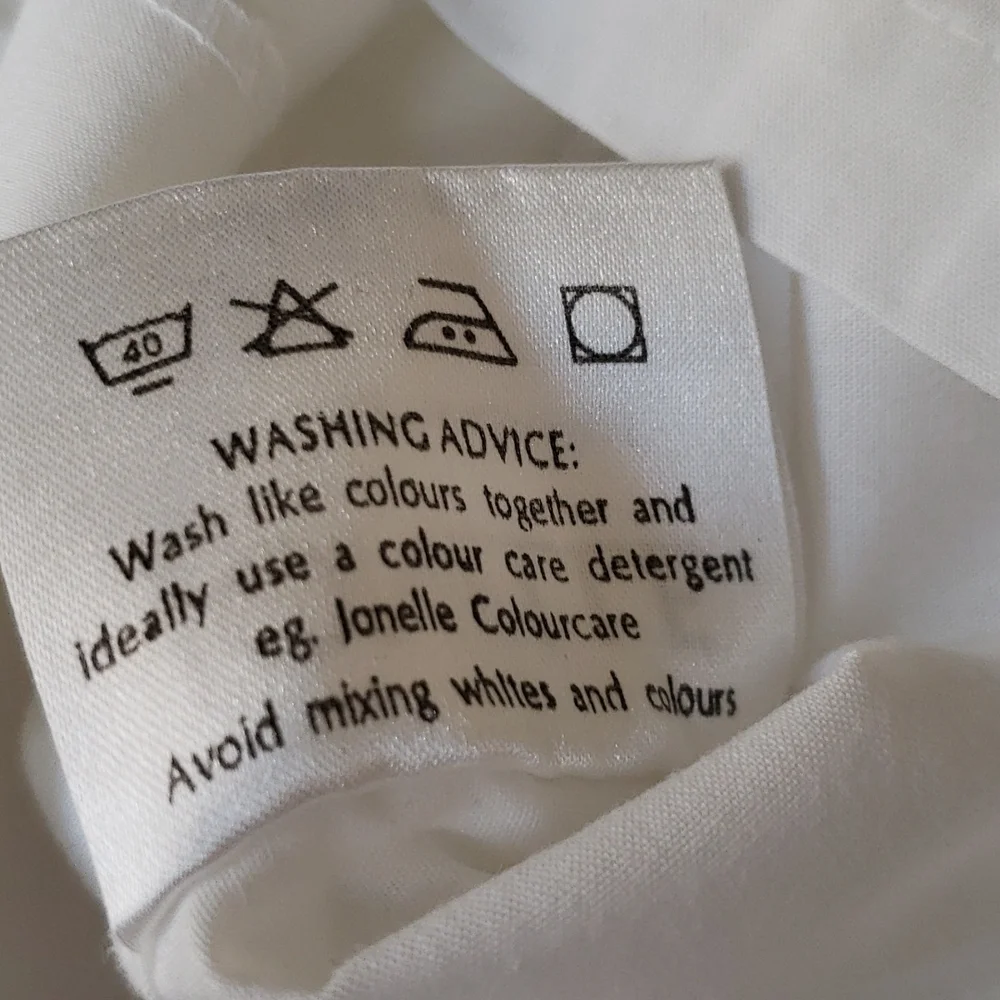 40
WASHING ADVICE:
Wash like colours together and
ideally use a colour care detergent
eg. Jonelle Colourcare
Avoid mixing whites and colours